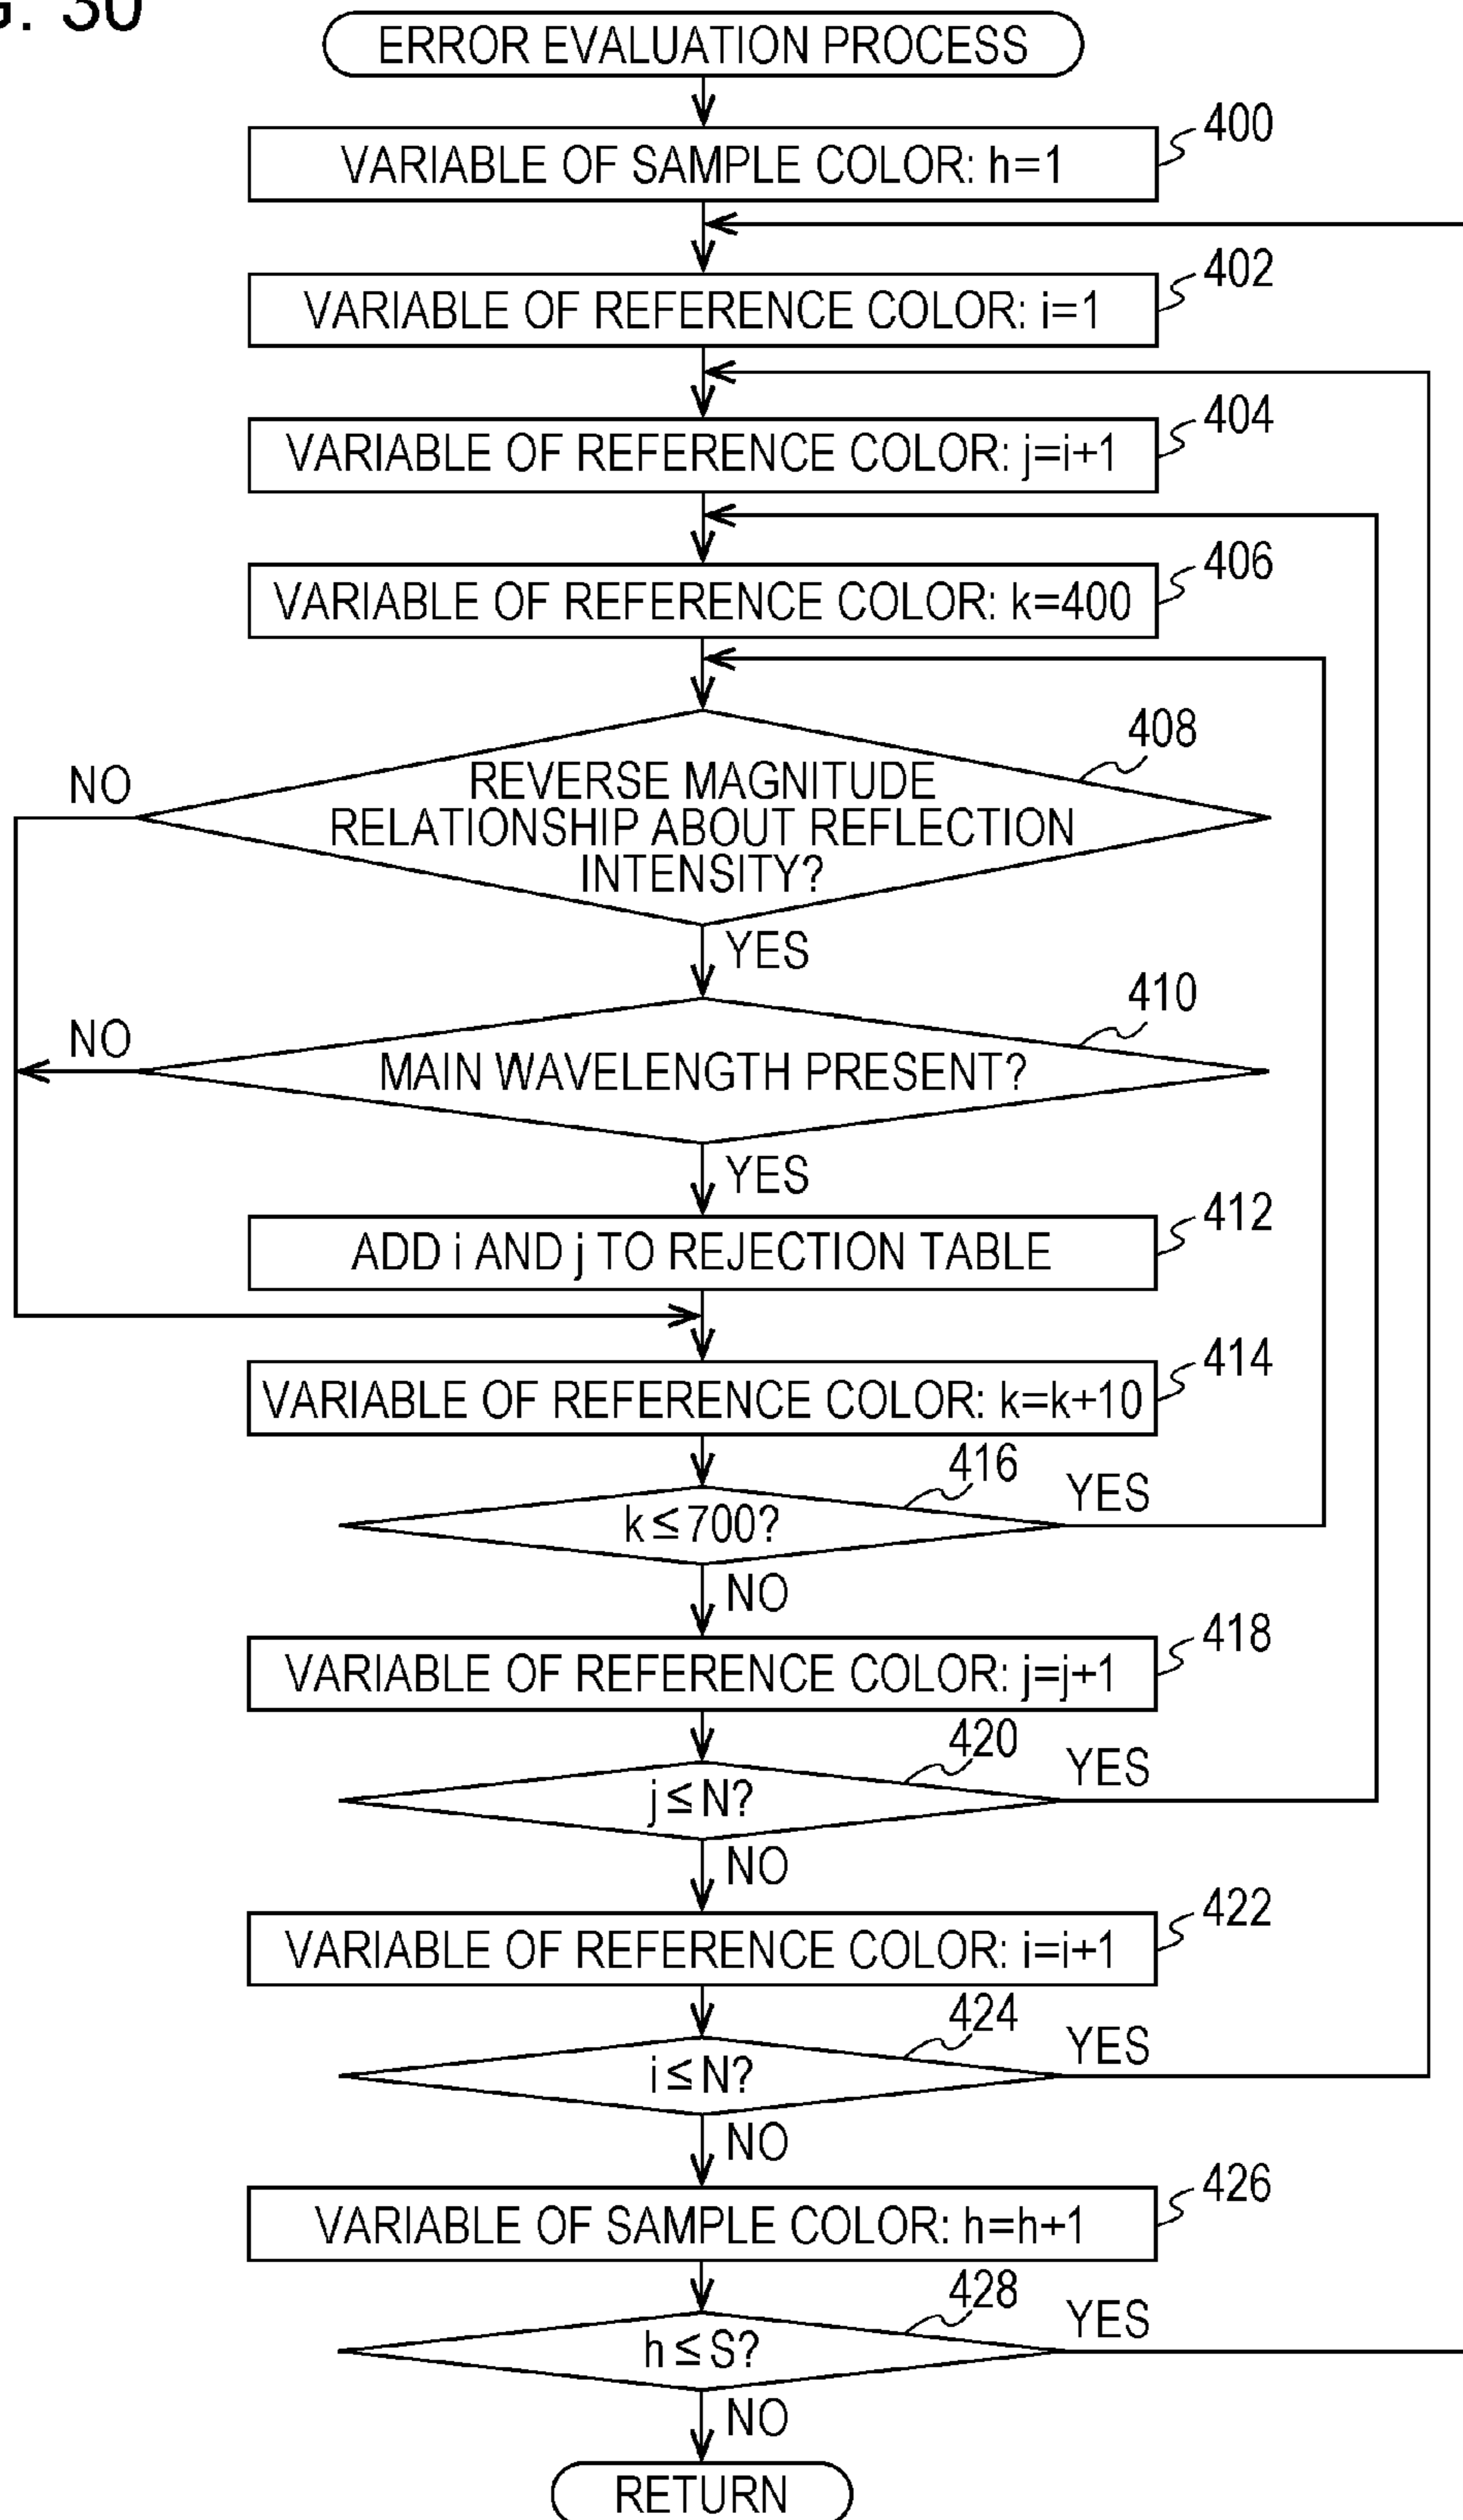 G. 30
ERROR EVALUATION PROCESS
400
VARIABLE OF SAMPLE COLOR: h=1
402
VARIABLE OF REFERENCE COLOR: i=1
404
VARIABLE OF REFERENCE COLOR: j=i+1
406
VARIABLE OF REFERENCE COLOR: k=400
408
NO
REVERSE MAGNITUDE
RELATIONSHIP ABOUT REFLECTION
INTENSITY?
YES
410
NO
MAIN WAVELENGTH PRESENT?
YES
412
ADD i AND j TO REJECTION TABLE
414
VARIABLE OF REFERENCE COLOR: k=k+10
416
YES
k≤700?
NO
418
VARIABLE OF REFERENCE COLOR: j=j+1
420
YES
j≤N?
NO
422
VARIABLE OF REFERENCE COLOR: i=i+1
424
YES
i≤N?
NO
426
VARIABLE OF SAMPLE COLOR: h=h+1
428
YES
h≤S?
NO
RETURN